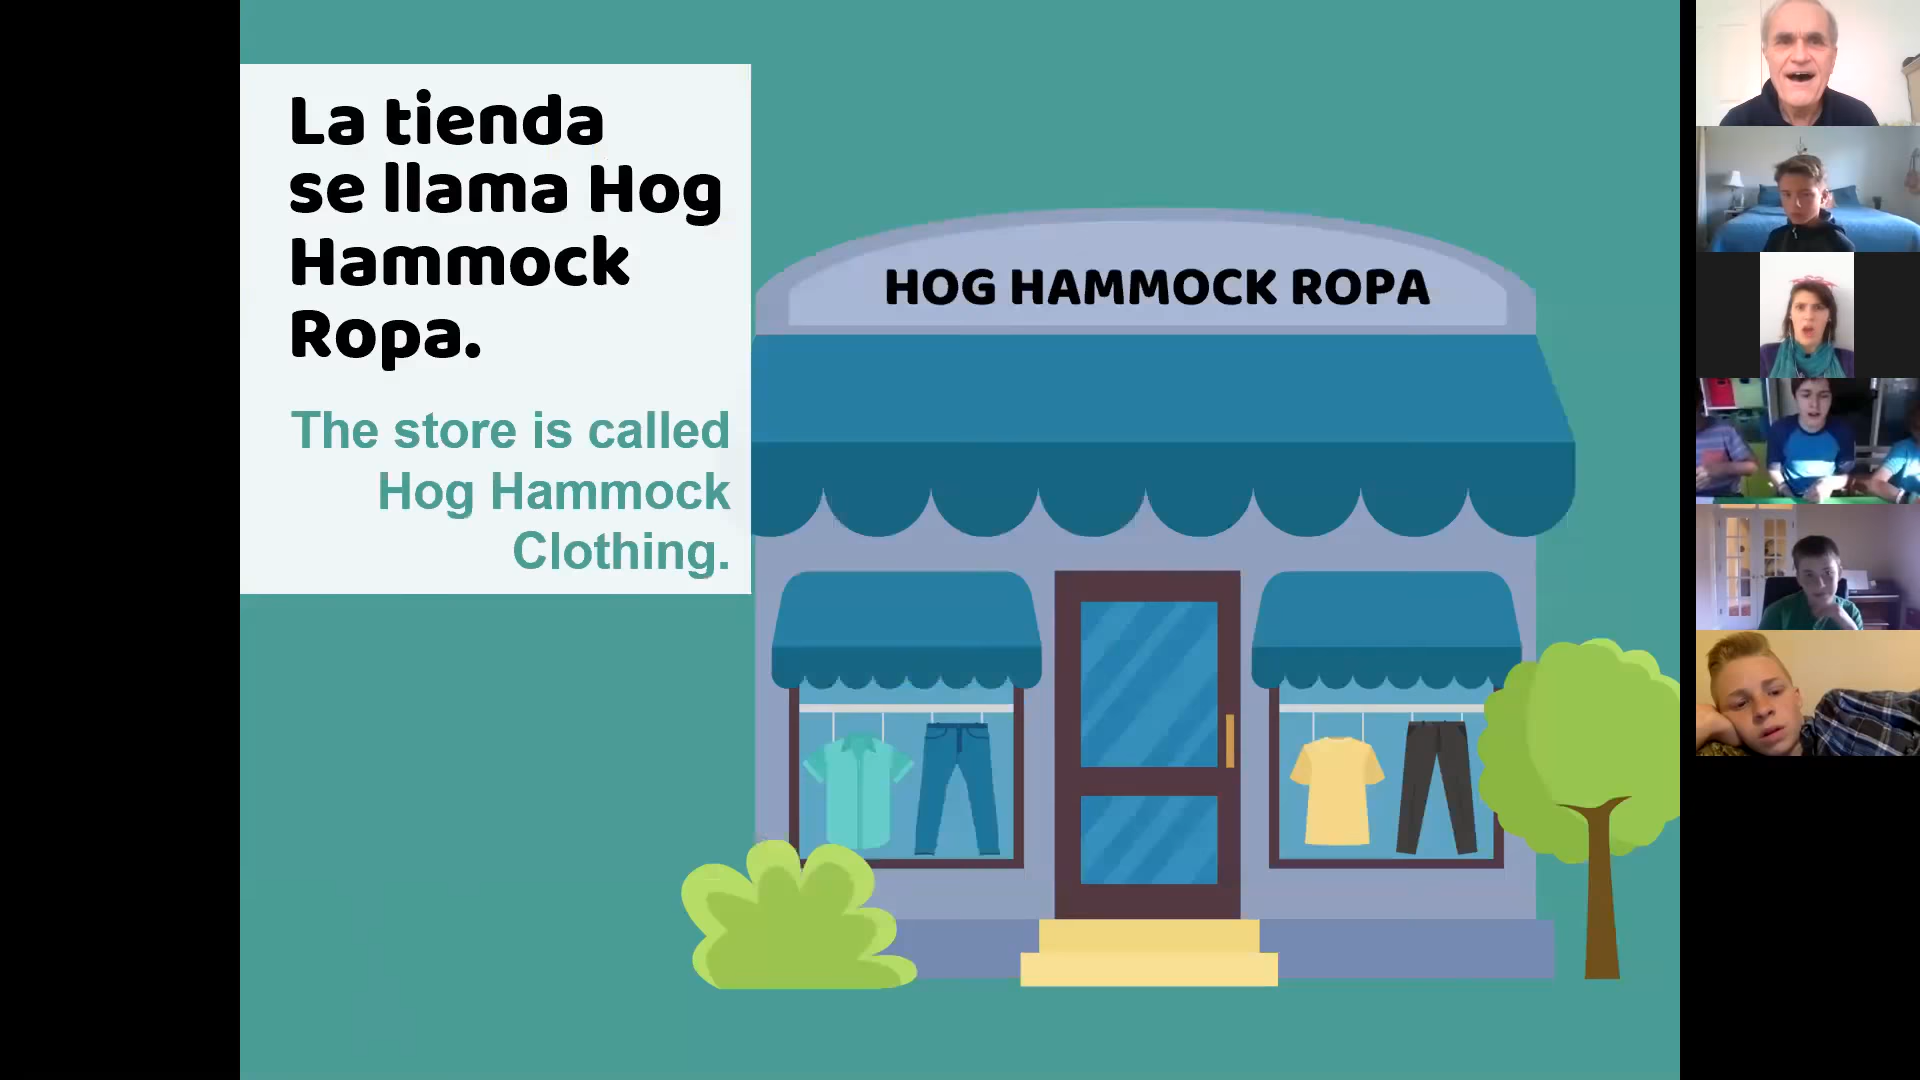 La tienda
se llama Hog
Hammock
Ropa.
The store is called
Hog Hammock
Clothing.
HOG HAMMOCK ROPA